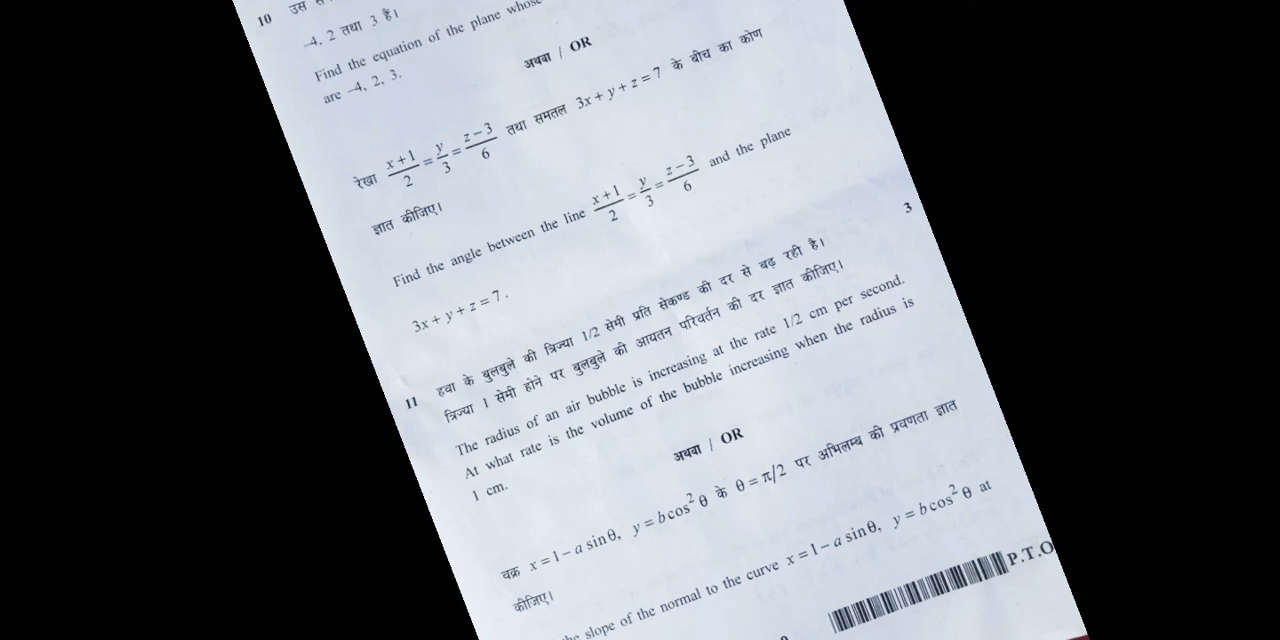 10 उस
–4, 2 तथा 3 हैं।
Find the equation of the plane whose
are –4, 2, 3.
अथवा / OR
रेखा (x+1)/2 = y/3 = (z–3)/6 तथा समतल 3x + y + z = 7 के बीच का कोण
ज्ञात कीजिए।
Find the angle between the line (x+1)/2 = y/3 = (z–3)/6 and the plane
3x + y + z = 7.
3
11 हवा के बुलबुले की त्रिज्या 1/2 सेमी प्रति सेकण्ड की दर से बढ़ रही है।
त्रिज्या 1 सेमी होने पर बुलबुले की आयतन परिवर्तन की दर ज्ञात कीजिए।
The radius of an air bubble is increasing at the rate 1/2 cm per second.
At what rate is the volume of the bubble increasing when the radius is
1 cm.
अथवा / OR
वक्र x = 1 – a sin θ, y = b cos² θ के θ = π/2 पर अभिलम्ब की प्रवणता ज्ञात
कीजिए।
the slope of the normal to the curve x = 1 – a sin θ, y = b cos² θ at
P.T.O